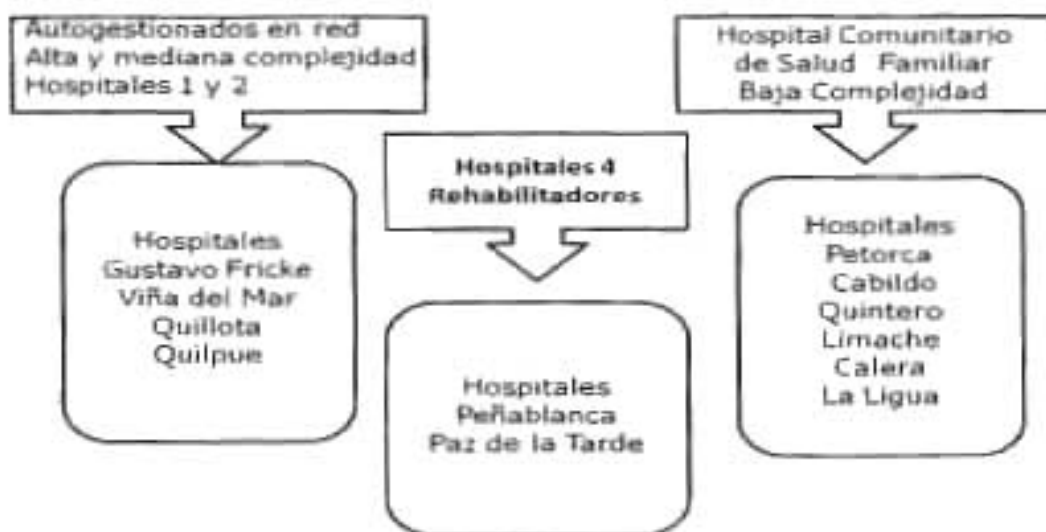 Autogestionados en red
Alta y mediana complejidad
Hospitales 1 y 2
Hospitales
Gustavo Fricke
Viña del Mar
Quillota
Quilpue
Hospitales 4
Rehabilitadores
Hospitales
Peñablanca
Paz de la Tarde
Hospital Comunitario
de Salud Familiar
Baja Complejidad
Hospitales
Petorca
Cabildo
Quintero
Limache
Calera
La Ligua